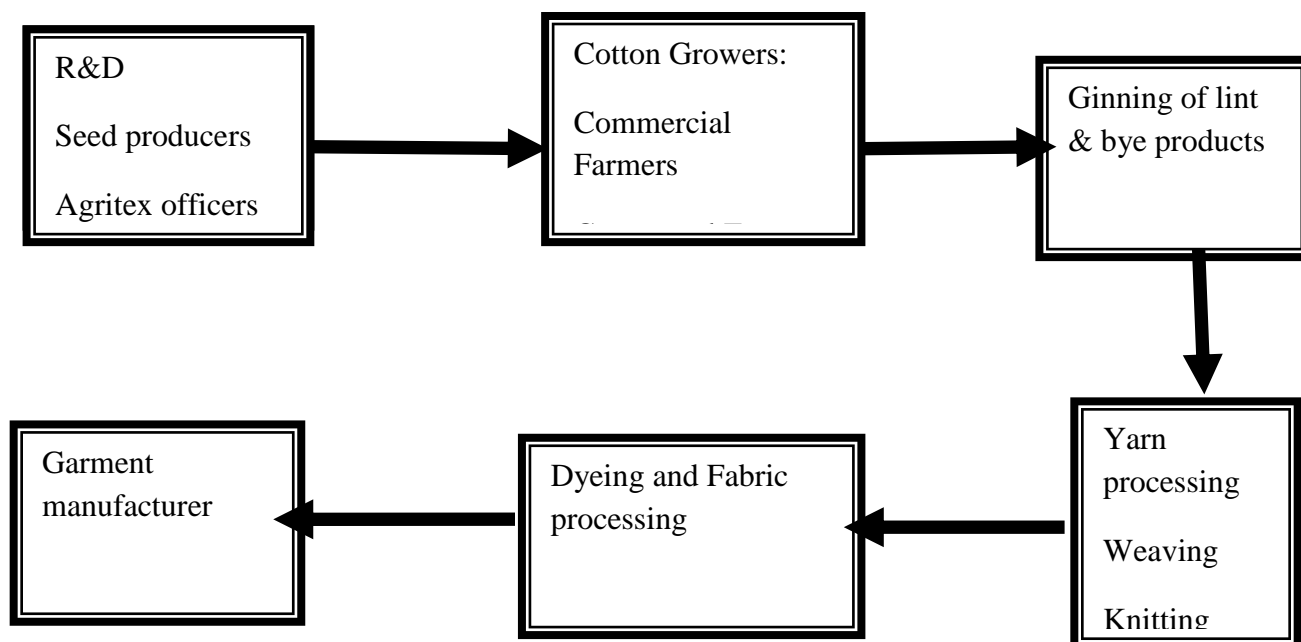 R&D
Seed producers
Agritex officers
Cotton Growers:
Commercial
Farmers
Ginning of lint
& bye products
Yarn
processing
Weaving
Knitting
Dyeing and Fabric
processing
Garment
manufacturer